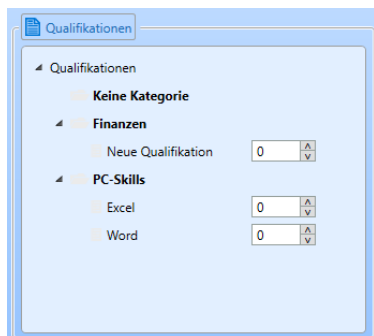 Qualifikationen
Qualifikationen
Keine Kategorie
Finanzen
Neue Qualifikation 0
PC-Skills
Excel 0
Word 0